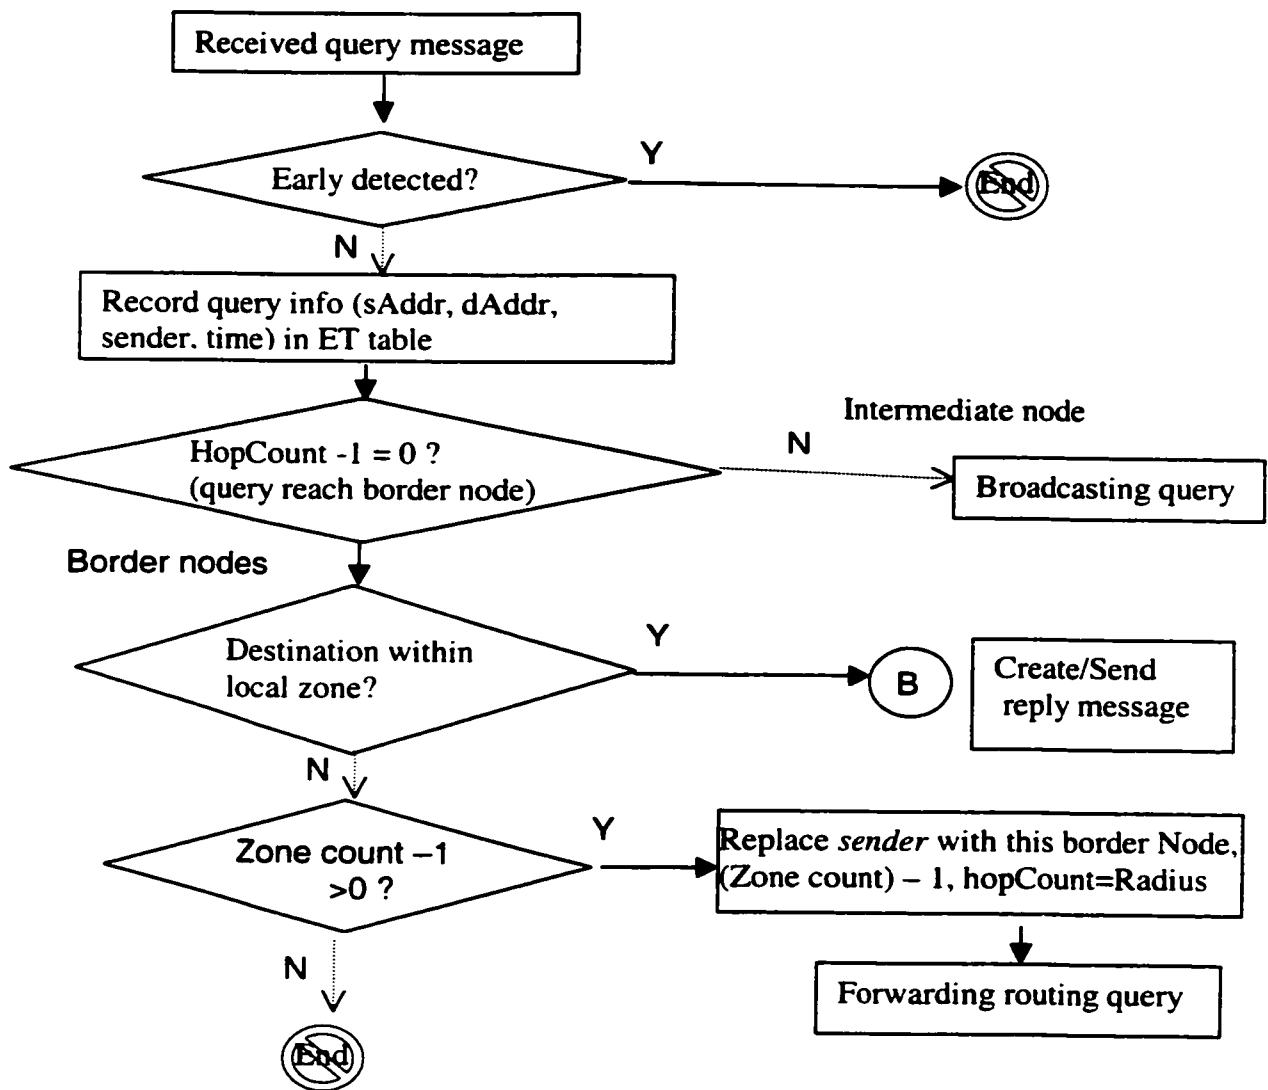 Received query message
Early detected?
Y
End
N
Record query info (sAddr, dAddr,
sender. time) in ET table
Intermediate node
HopCount -1 = 0 ?
(query reach border node)
N
Broadcasting query
Border nodes
Destination within
local zone?
Y
B
Create/Send
reply message
N
Zone count –1
>0 ?
Y
Replace sender with this border Node,
(Zone count) – 1, hopCount=Radius
N
Forwarding routing query
End